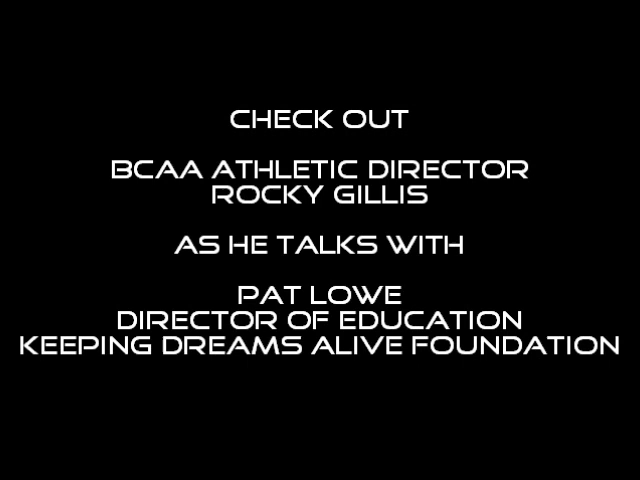 CHECK OUT
BCAA ATHLETIC DIRECTOR
ROCKY GILLIS
AS HE TALKS WITH
PAT LOWE
DIRECTOR OF EDUCATION
KEEPING DREAMS ALIVE FOUNDATION